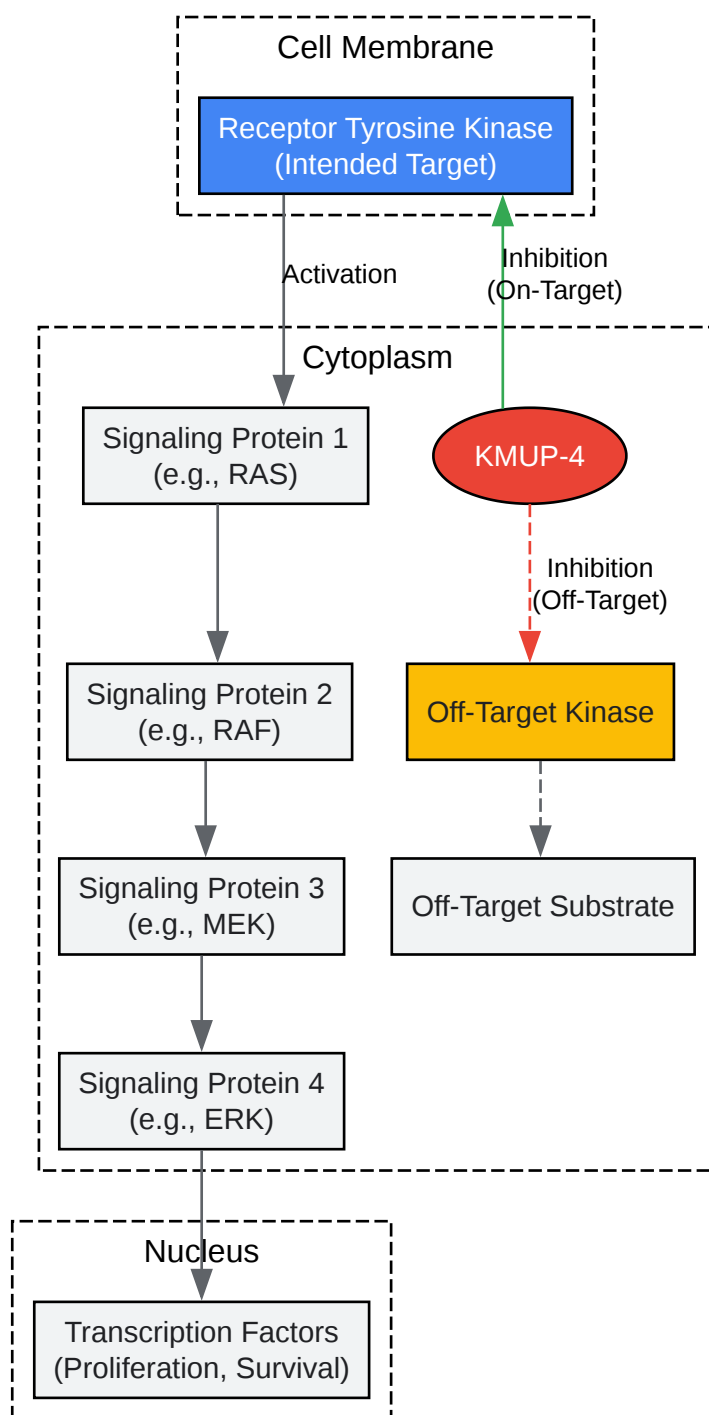 Cell Membrane
Receptor Tyrosine Kinase
(Intended Target)
Activation
Inhibition
(On-Target)
Cytoplasm
Signaling Protein 1
(e.g., RAS)
KMUP-4
Inhibition
(Off-Target)
Signaling Protein 2
(e.g., RAF)
Off-Target Kinase
Signaling Protein 3
(e.g., MEK)
Off-Target Substrate
Signaling Protein 4
(e.g., ERK)
Nucleus
Transcription Factors
(Proliferation, Survival)